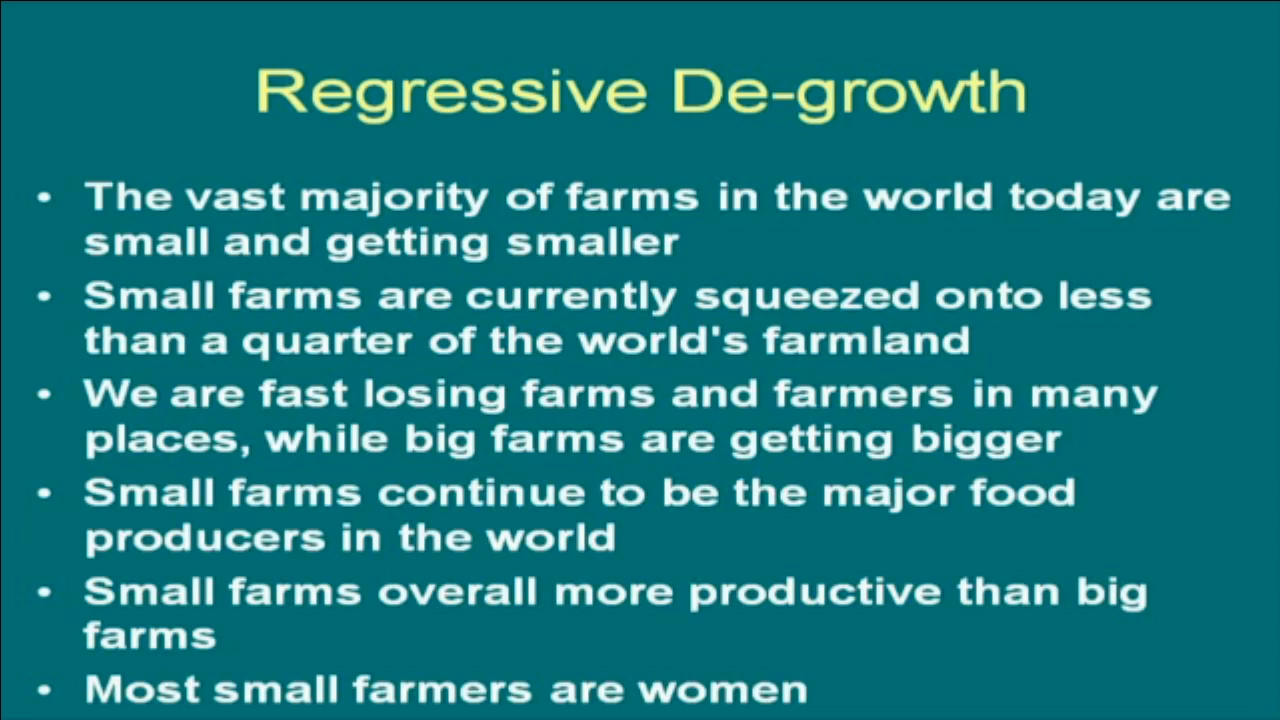 Regressive De-growth
• The vast majority of farms in the world today are
small and getting smaller
• Small farms are currently squeezed onto less
than a quarter of the world's farmland
• We are fast losing farms and farmers in many
places, while big farms are getting bigger
• Small farms continue to be the major food
producers in the world
• Small farms overall more productive than big
farms
• Most small farmers are women